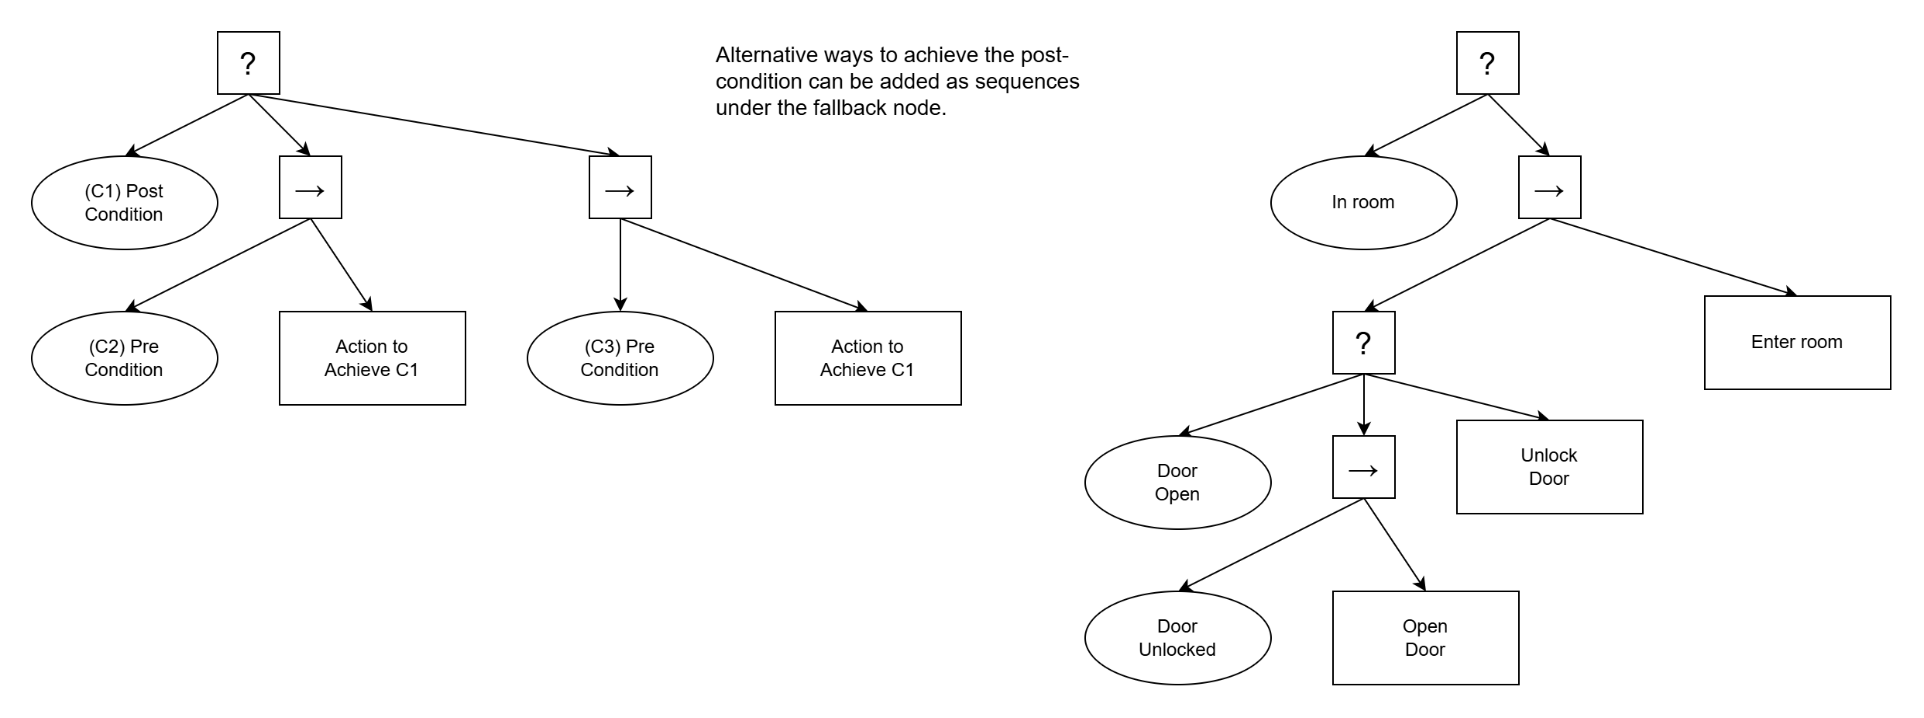 ?
(C1) Post
Condition
→
→
(C2) Pre
Condition
Action to
Achieve C1
(C3) Pre
Condition
Action to
Achieve C1
Alternative ways to achieve the post-
condition can be added as sequences
under the fallback node.
?
In room
→
?
Enter room
Door
Open
→
Unlock
Door
Door
Unlocked
Open
Door